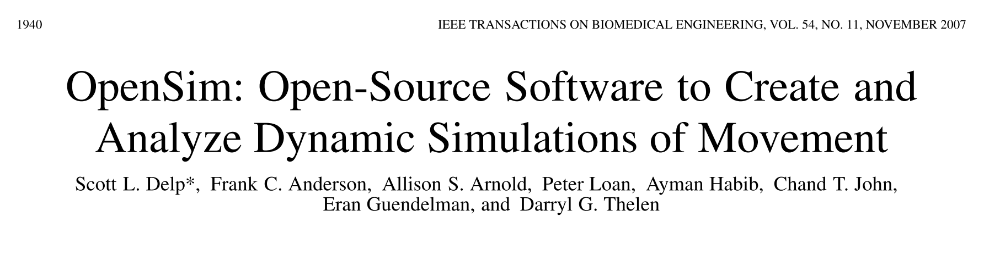 1940 IEEE TRANSACTIONS ON BIOMEDICAL ENGINEERING, VOL. 54, NO. 11, NOVEMBER 2007
OpenSim: Open-Source Software to Create and
Analyze Dynamic Simulations of Movement
Scott L. Delp*, Frank C. Anderson, Allison S. Arnold, Peter Loan, Ayman Habib, Chand T. John,
Eran Guendelman, and Darryl G. Thelen